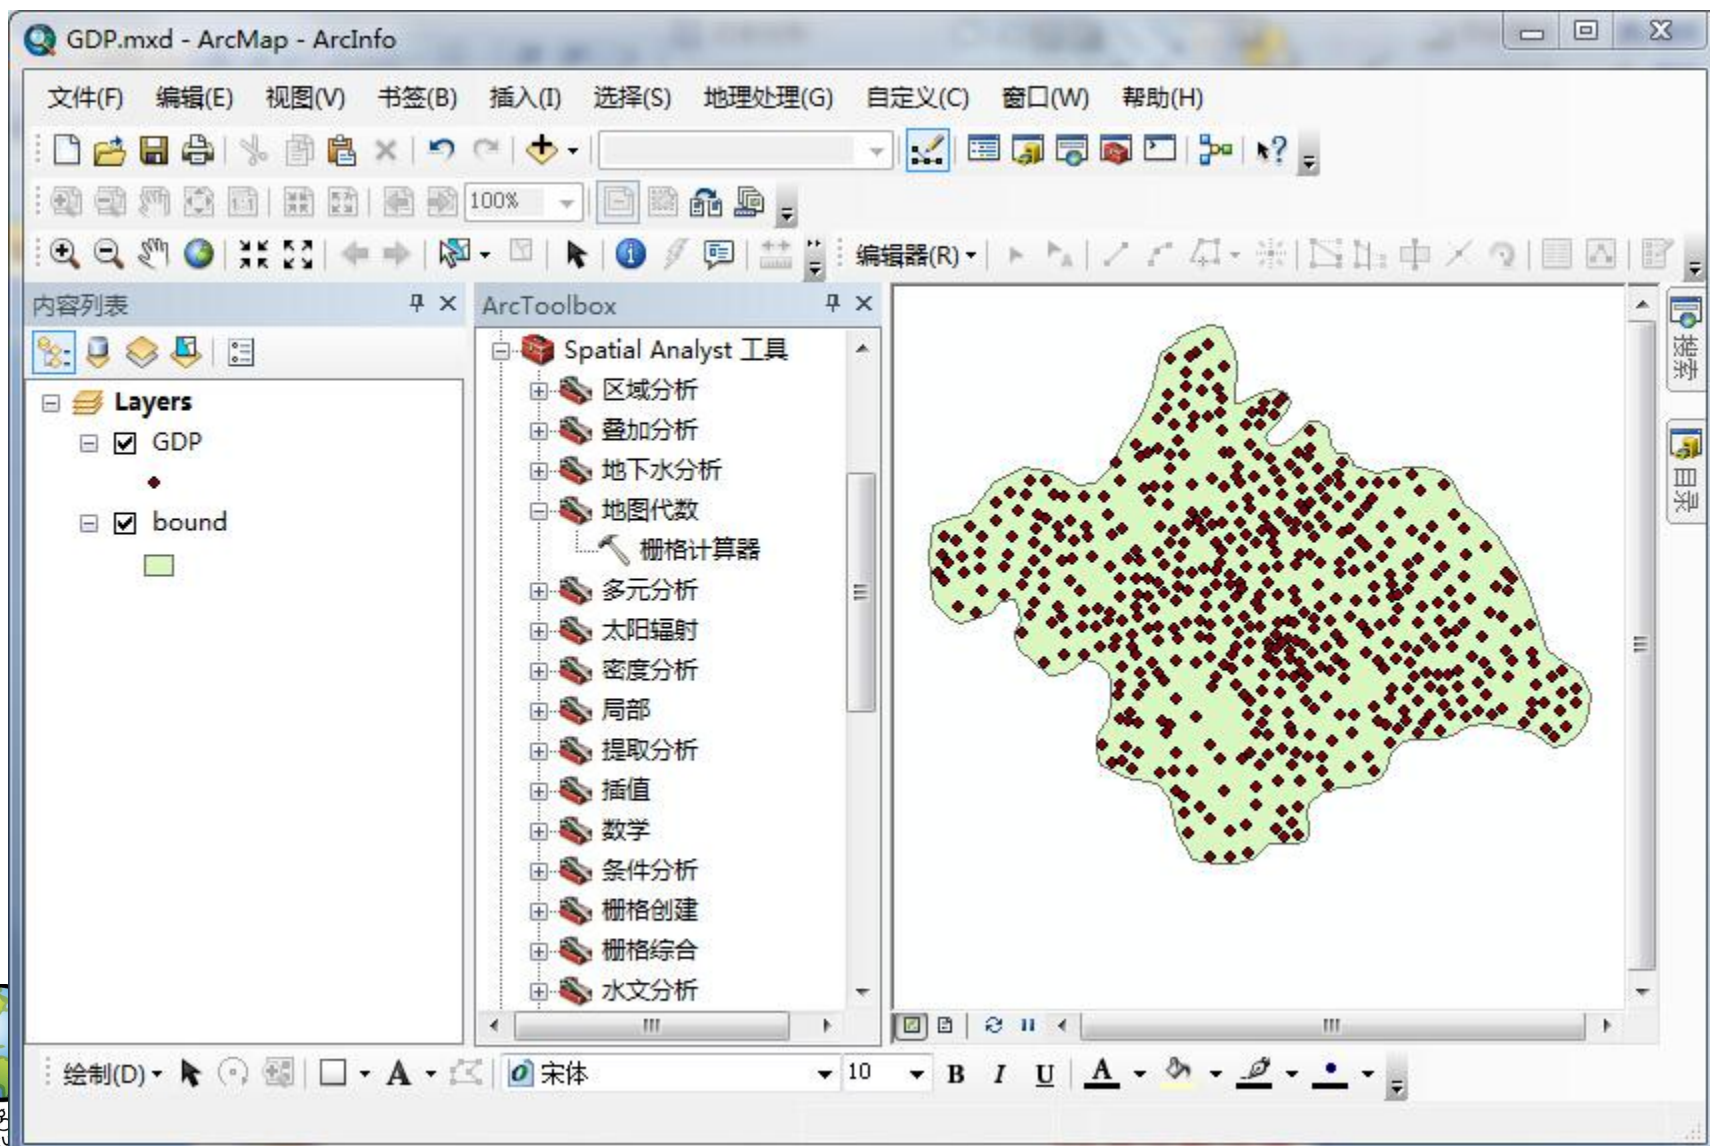 GDP.mxd - ArcMap - ArcInfo
文件(F) 编辑(E) 视图(V) 书签(B) 插入(I) 选择(S) 地理处理(G) 自定义(C) 窗口(W) 帮助(H)
100%
编辑器(R)
内容列表
Layers
GDP
bound
ArcToolbox
Spatial Analyst 工具
区域分析
叠加分析
地下水分析
地图代数
栅格计算器
多元分析
太阳辐射
密度分析
局部
提取分析
插值
数学
条件分析
栅格创建
栅格综合
水文分析
搜索
目录
绘制(D) A 宋体 10 B I U A